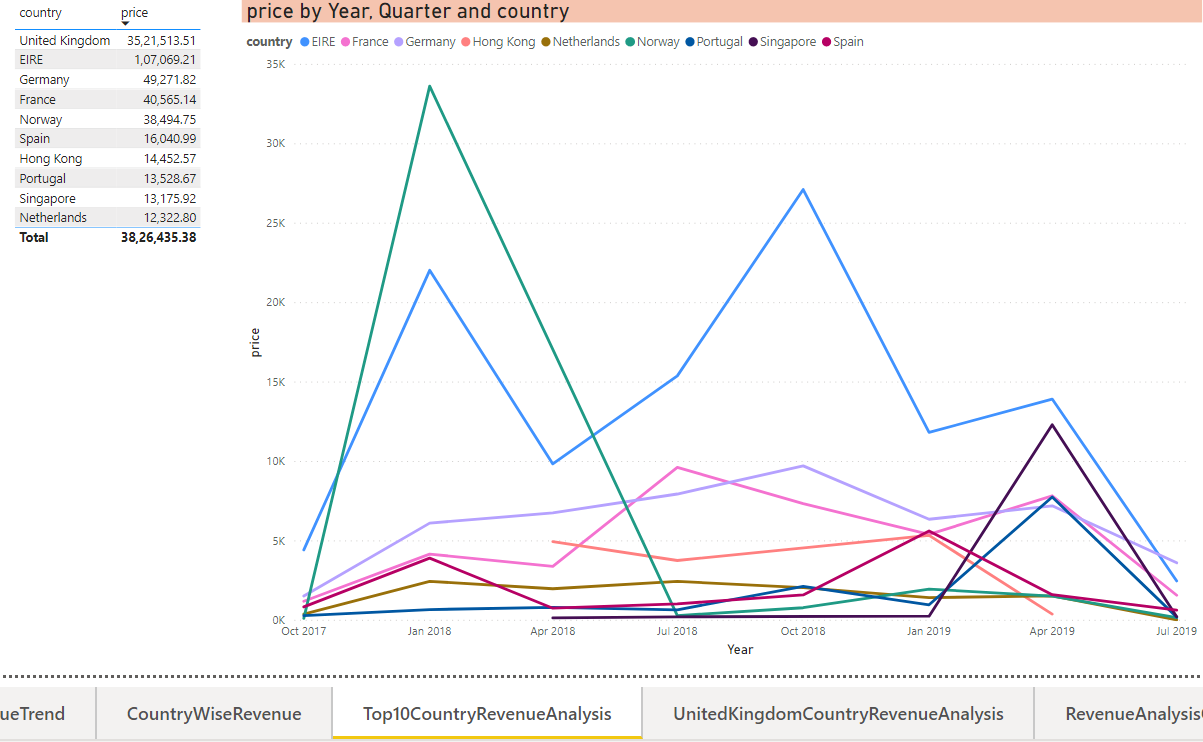 country price
United Kingdom 35,21,513.51
EIRE 1,07,069.21
Germany 49,271.82
France 40,565.14
Norway 38,494.75
Spain 16,040.99
Hong Kong 14,452.57
Portugal 13,528.67
Singapore 13,175.92
Netherlands 12,322.80
Total 38,26,435.38
price by Year, Quarter and country
country EIRE France Germany Hong Kong Netherlands Norway Portugal Singapore Spain
35K
30K
25K
20K
15K
10K
5K
0K
price
Oct 2017 Jan 2018 Apr 2018 Jul 2018 Oct 2018 Jan 2019 Apr 2019 Jul 2019
Year
ueTrend CountryWiseRevenue Top10CountryRevenueAnalysis UnitedKingdomCountryRevenueAnalysis RevenueAnalysis